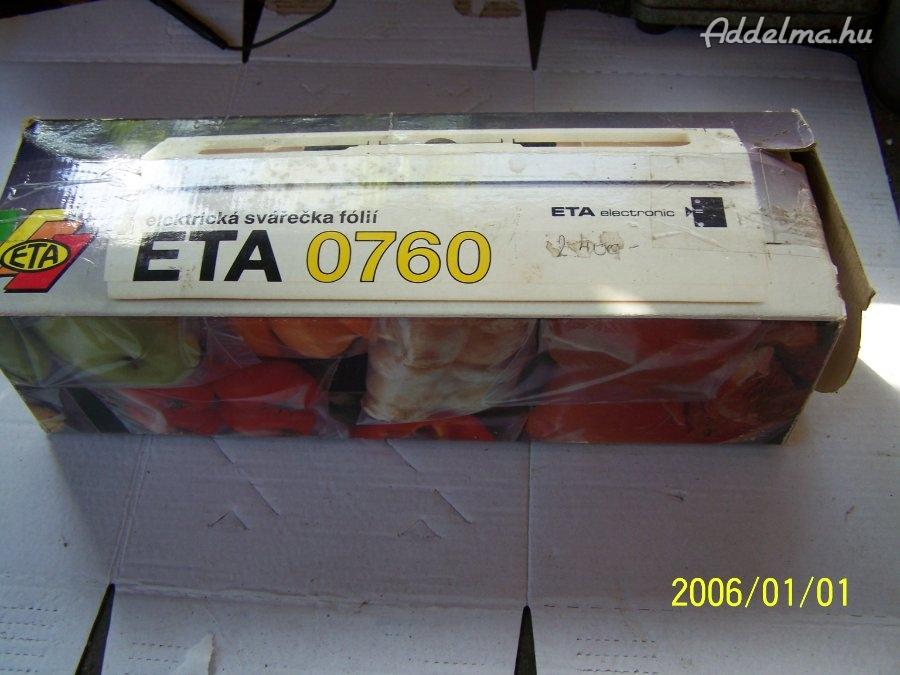 Addelma.hu
elektrická svářečka fólií
ETA electronic
ETA 0760
ETA
2006/01/01